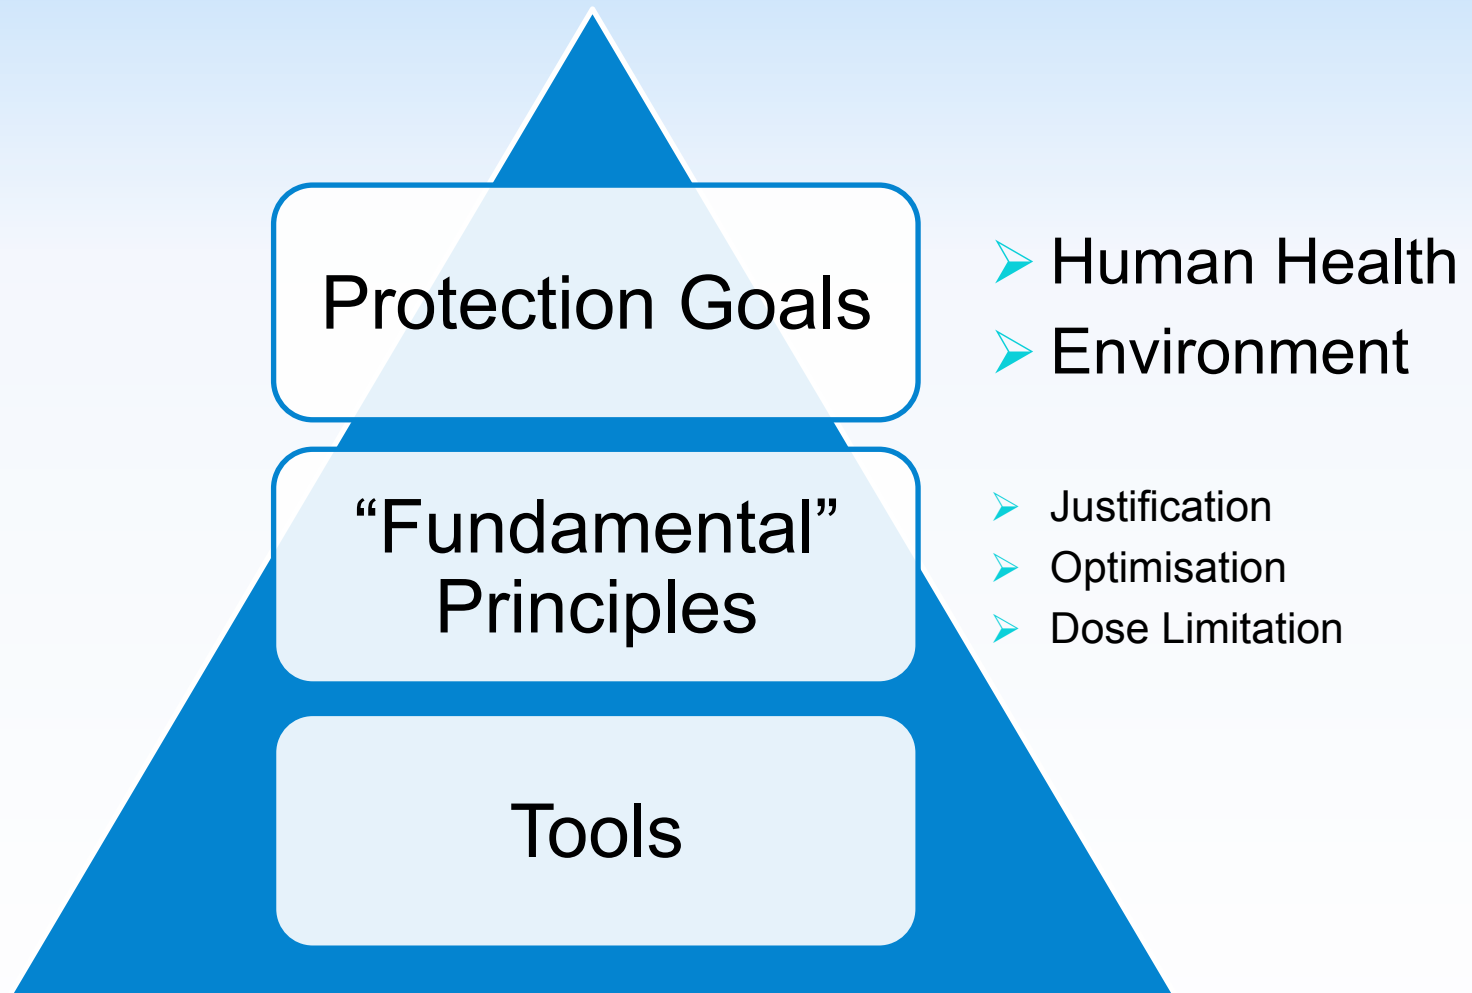 Protection Goals
➢ Human Health
➢ Environment
“Fundamental”
Principles
➢ Justification
➢ Optimisation
➢ Dose Limitation
Tools